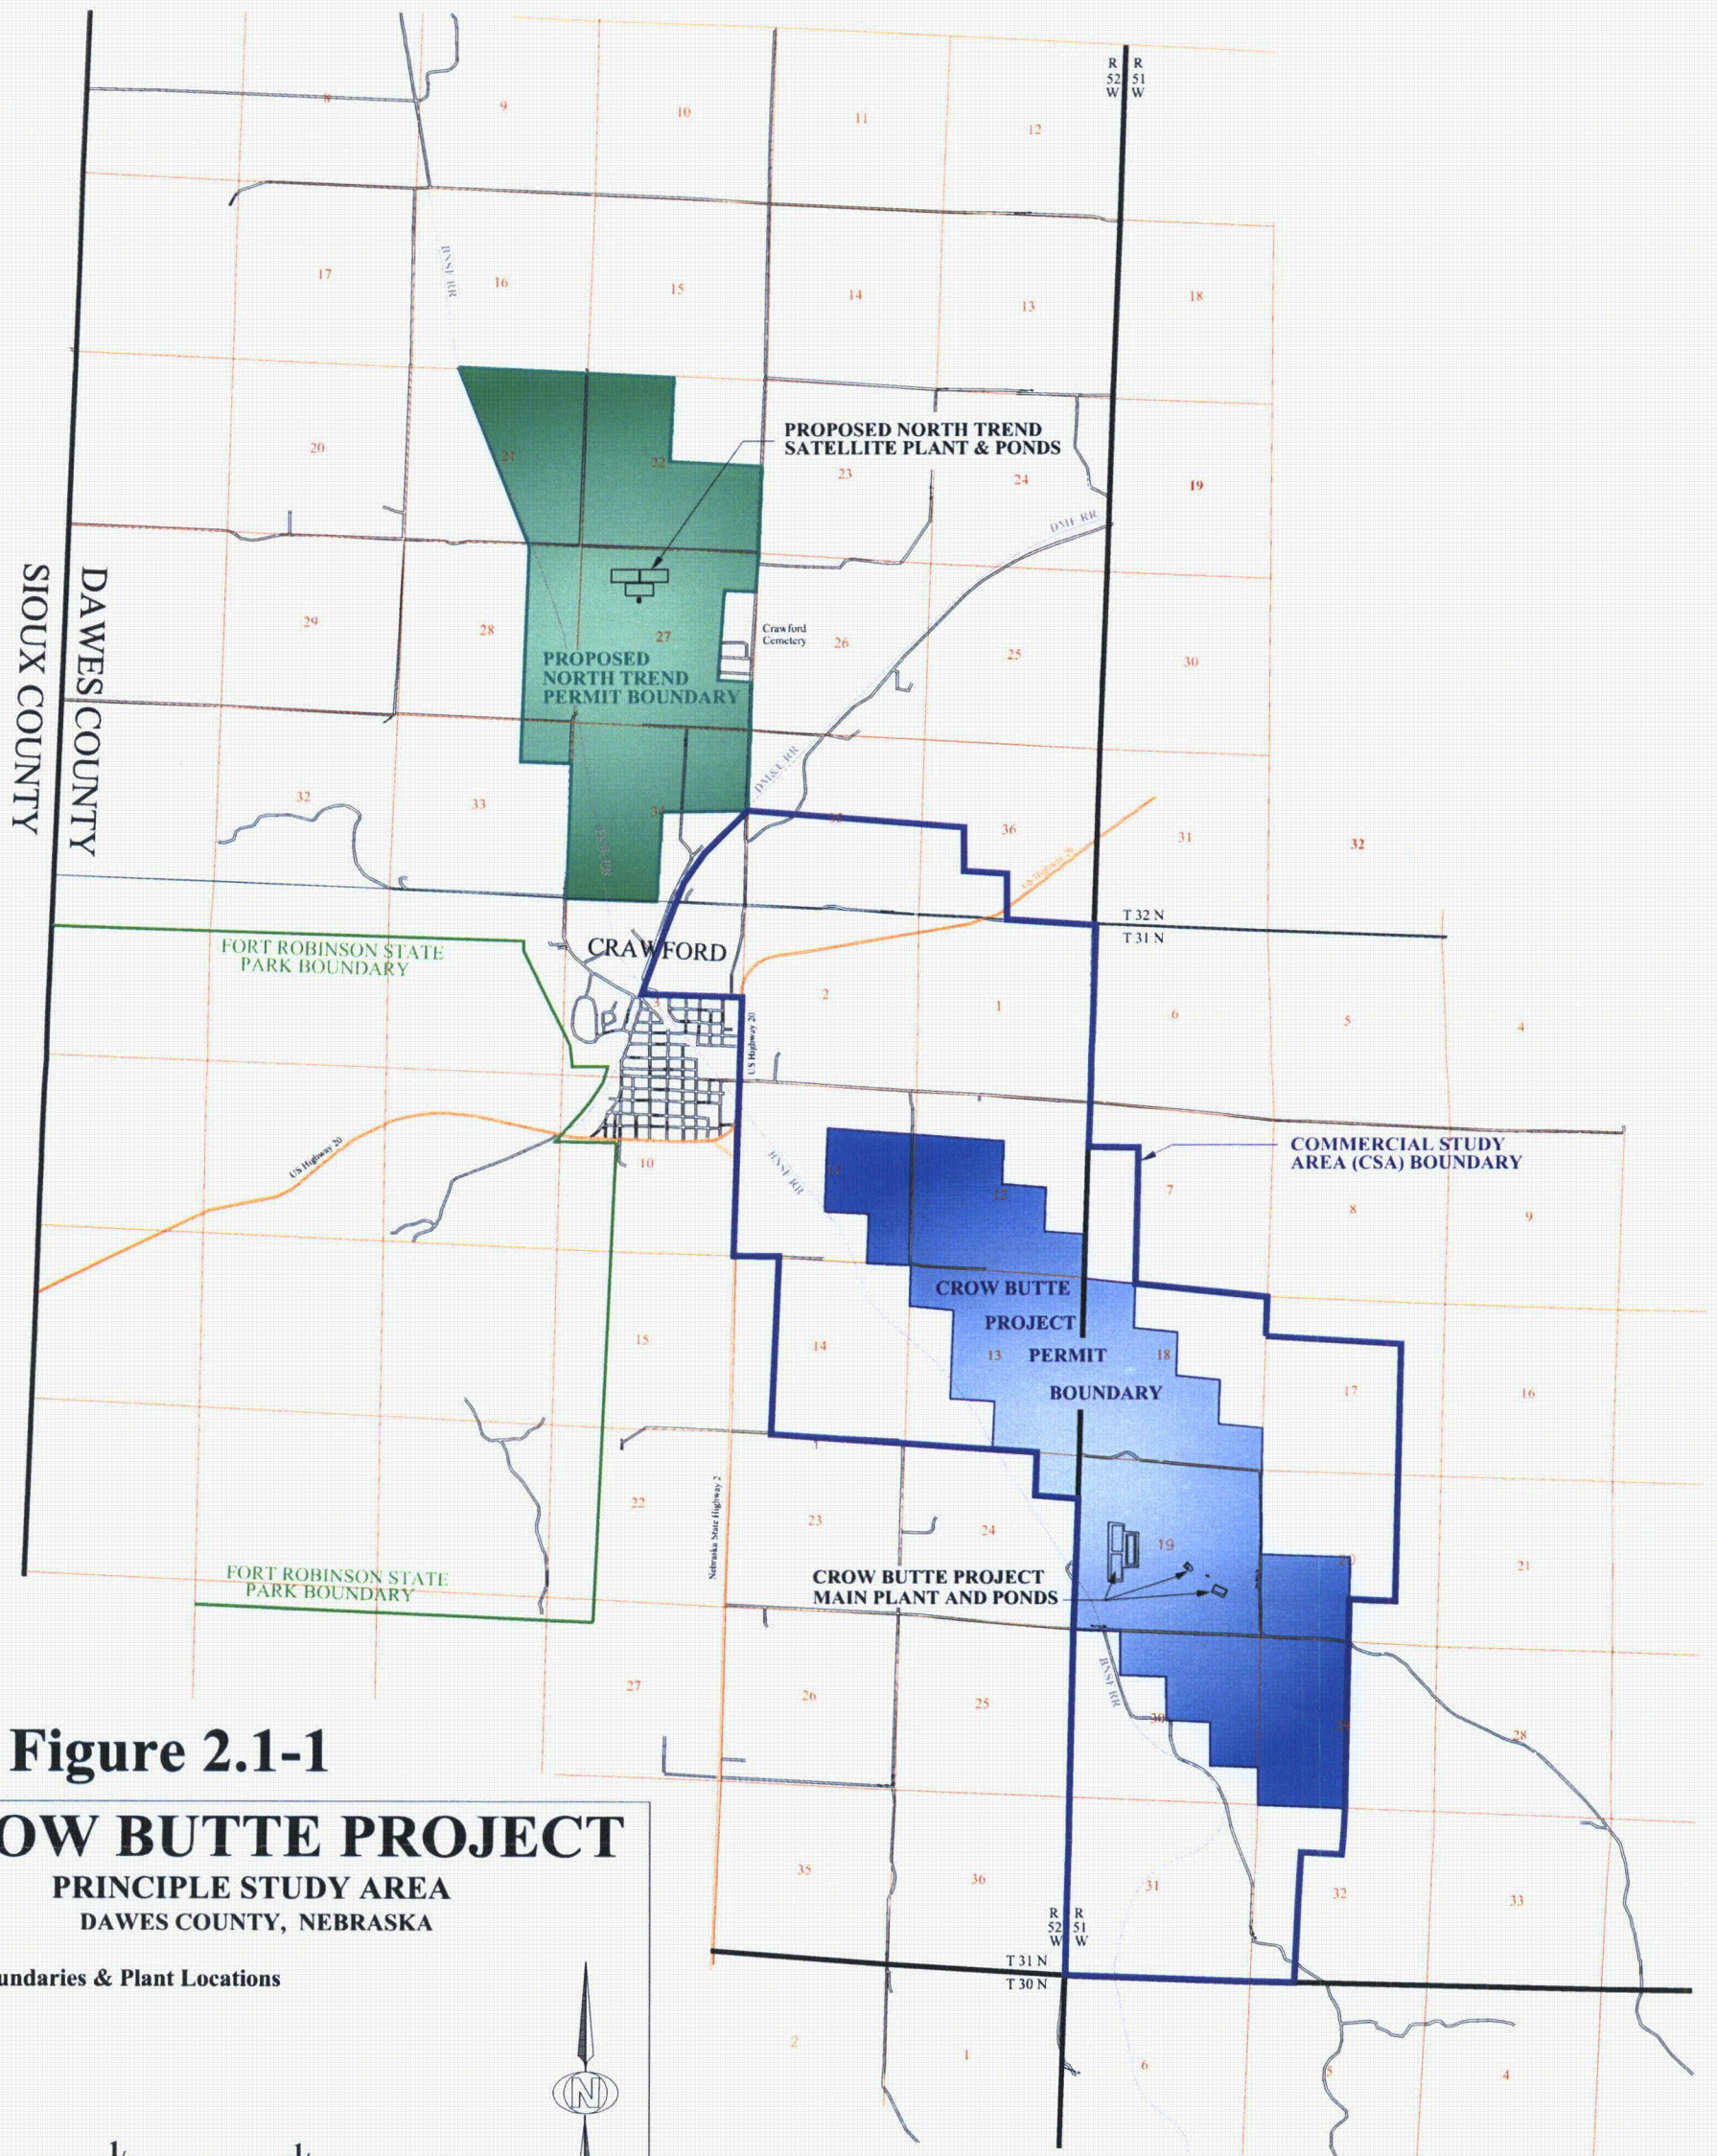 R R
52 51
W W
8
9
10
11
12
BNSF RR
17
16
15
14
13
18
PROPOSED NORTH TREND
SATELLITE PLANT & PONDS
20
21
22
23
24
19
DME RR
SIOUX COUNTY
DAWES COUNTY
29
28
27
Crawford
Cemetery
26
25
30
PROPOSED
NORTH TREND
PERMIT BOUNDARY
DM&E RR
32
33
34
35
36
31
32
BNSF RR
US Highway 20
T 32 N
T 31 N
FORT ROBINSON STATE
PARK BOUNDARY
CRAWFORD
3
2
1
6
5
4
US Highway 20
COMMERCIAL STUDY
AREA (CSA) BOUNDARY
US Highway 20
10
BNSF RR
11
12
7
8
9
CROW BUTTE
PROJECT
PERMIT
BOUNDARY
15
14
13
18
17
16
Nebraska State Highway 2
22
23
24
19
20
21
CROW BUTTE PROJECT
MAIN PLANT AND PONDS
FORT ROBINSON STATE
PARK BOUNDARY
BNSF RR
27
26
25
30
29
28
Figure 2.1-1
OW BUTTE PROJECT
PRINCIPLE STUDY AREA
DAWES COUNTY, NEBRASKA
undaries & Plant Locations
N
35
36
31
32
33
R R
52 51
W W
T 31 N
T 30 N
2
1
6
5
4